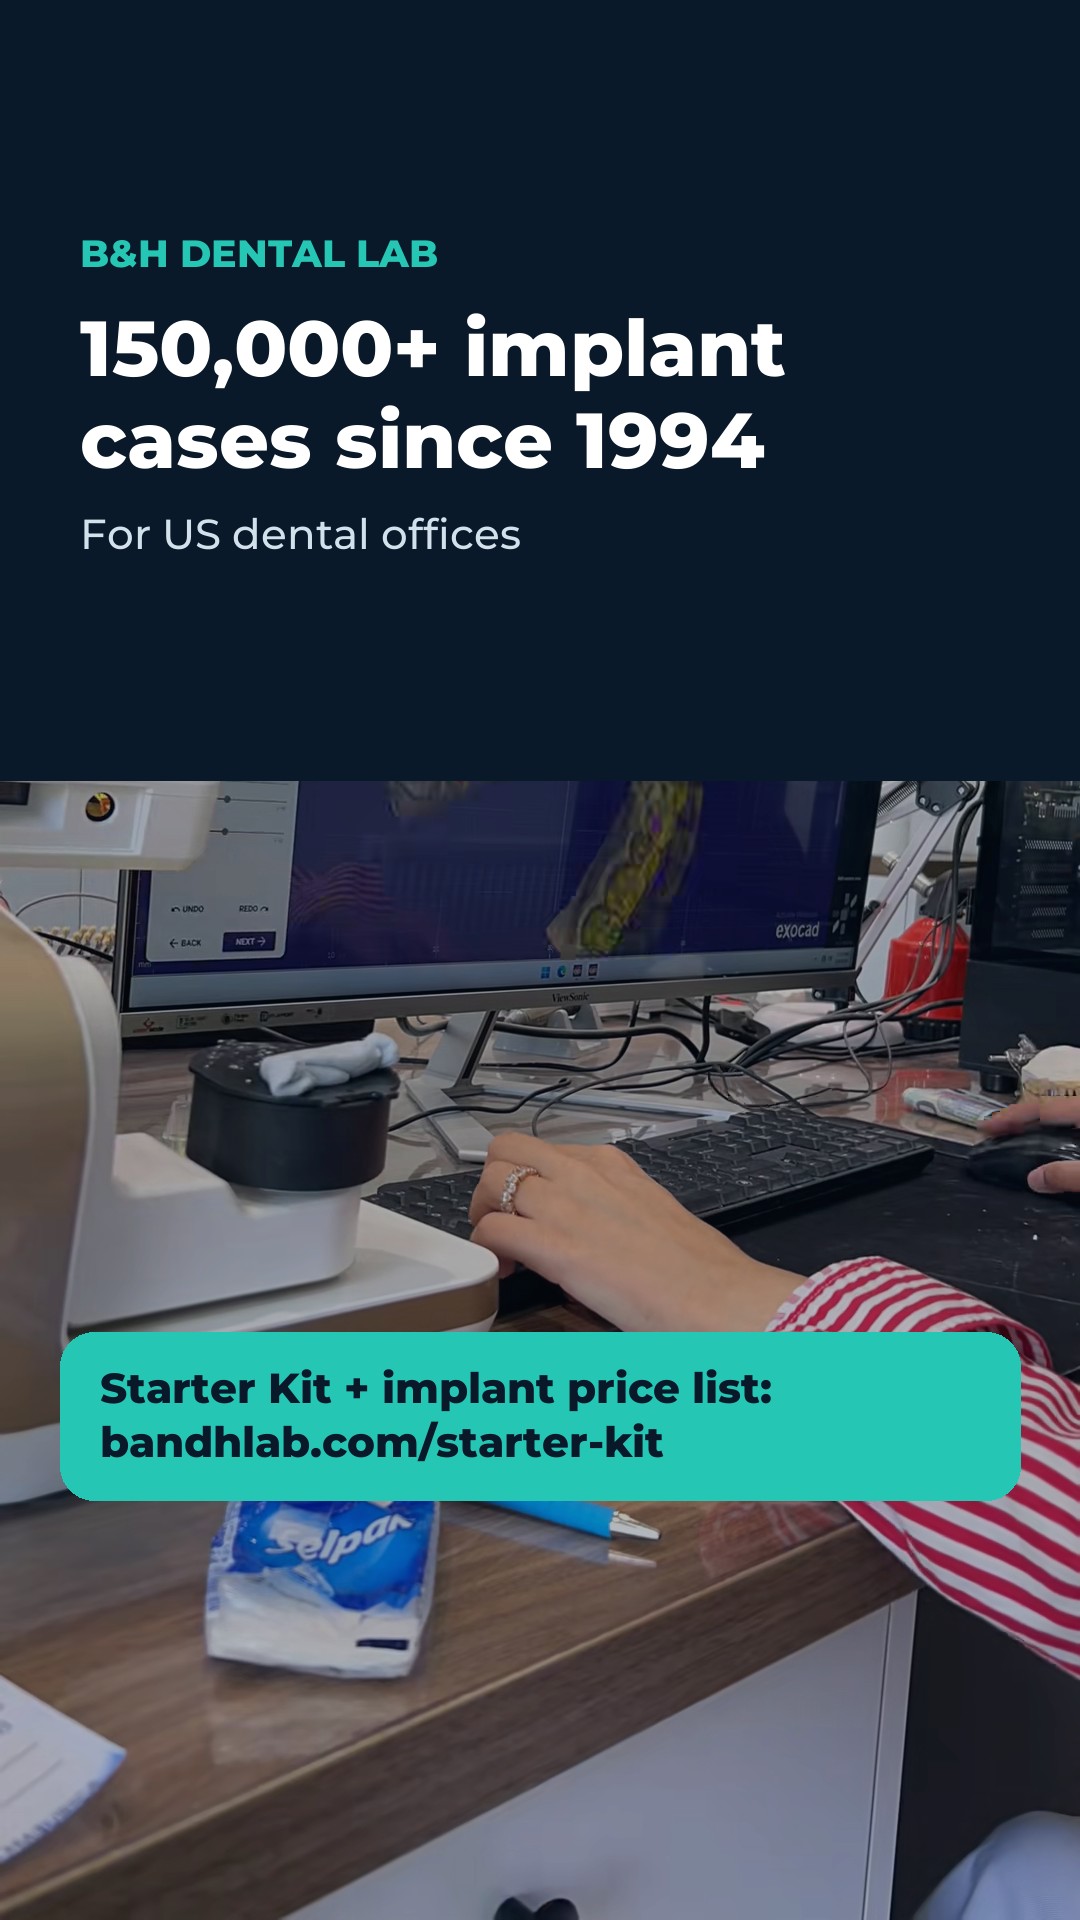 B&H DENTAL LAB
150,000+ implant
cases since 1994
For US dental offices
UNDO REDO
BACK NEXT
exocad
ViewSonic
Starter Kit + implant price list:
bandhlab.com/starter-kit
selpak